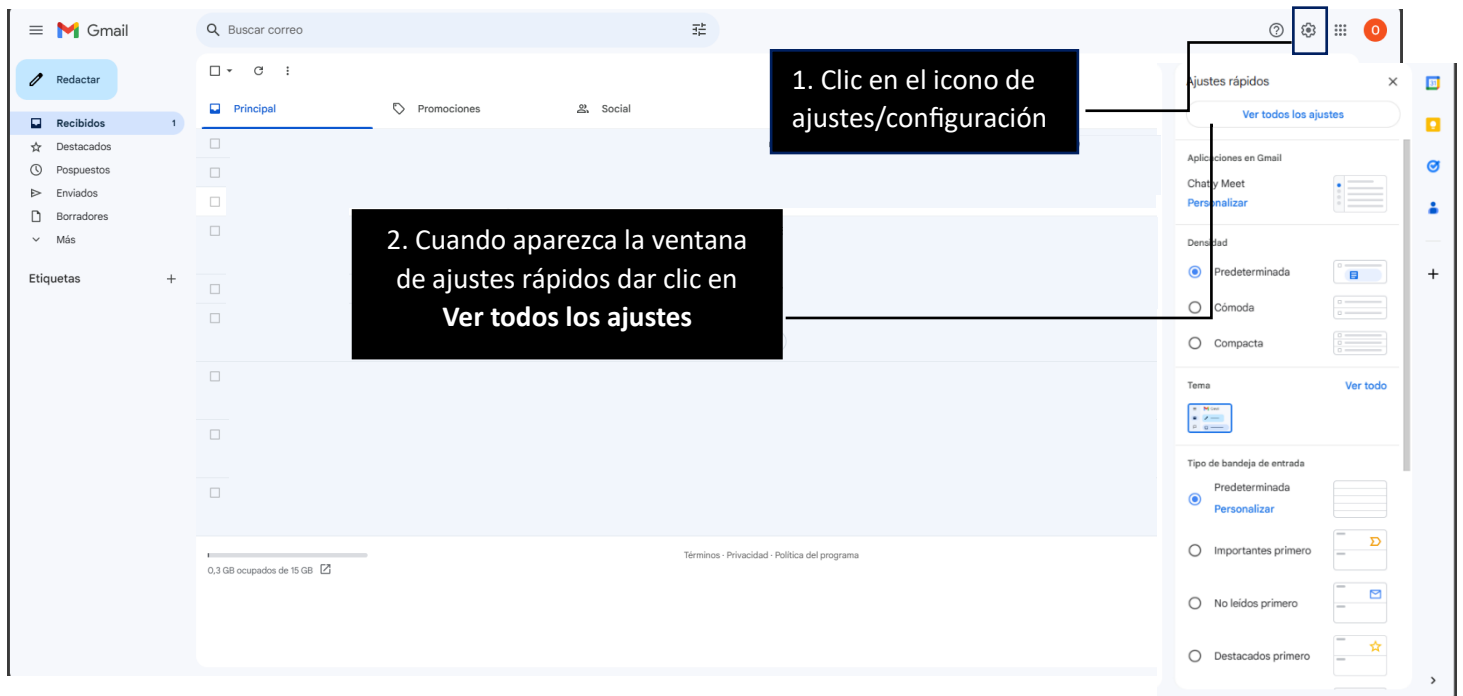 Gmail
Buscar correo
O
Redactar
1. Clic en el icono de
ajustes/configuración
Ajustes rápidos
Ver todos los ajustes
Principal
Promociones
Social
Recibidos 1
Destacados
Pospuestos
Enviados
Borradores
Más
Etiquetas
2. Cuando aparezca la ventana
de ajustes rápidos dar clic en
Ver todos los ajustes
Aplicaciones en Gmail
Chat y Meet
Personalizar
Densidad
Predeterminada
Cómoda
Compacta
Tema
Ver todo
Tipo de bandeja de entrada
Predeterminada
Personalizar
Importantes primero
No leídos primero
Destacados primero
0,3 GB ocupados de 15 GB
Términos · Privacidad · Política del programa